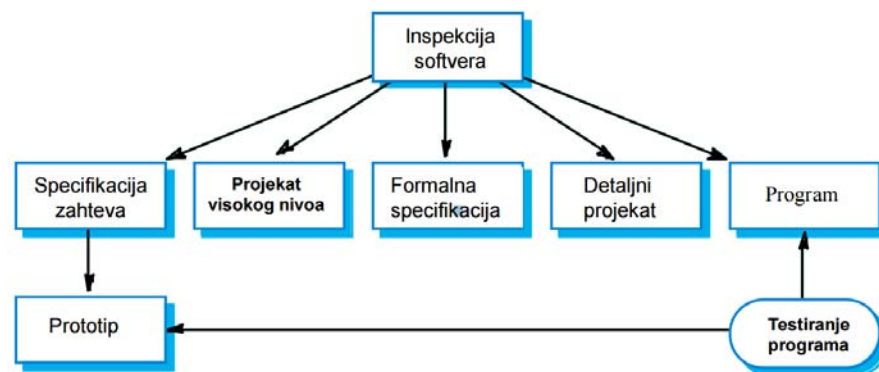 Inspekcija
softvera
Specifikacija
zahteva
Projekat
visokog nivoa
Formalna
specifikacija
Detaljni
projekat
Program
Prototip
Testiranje
programa